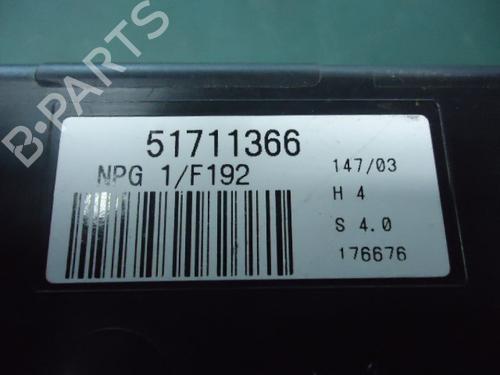 B-PARTS
51711366
NPG 1/F192
147/03
H 4
S 4.0
176676